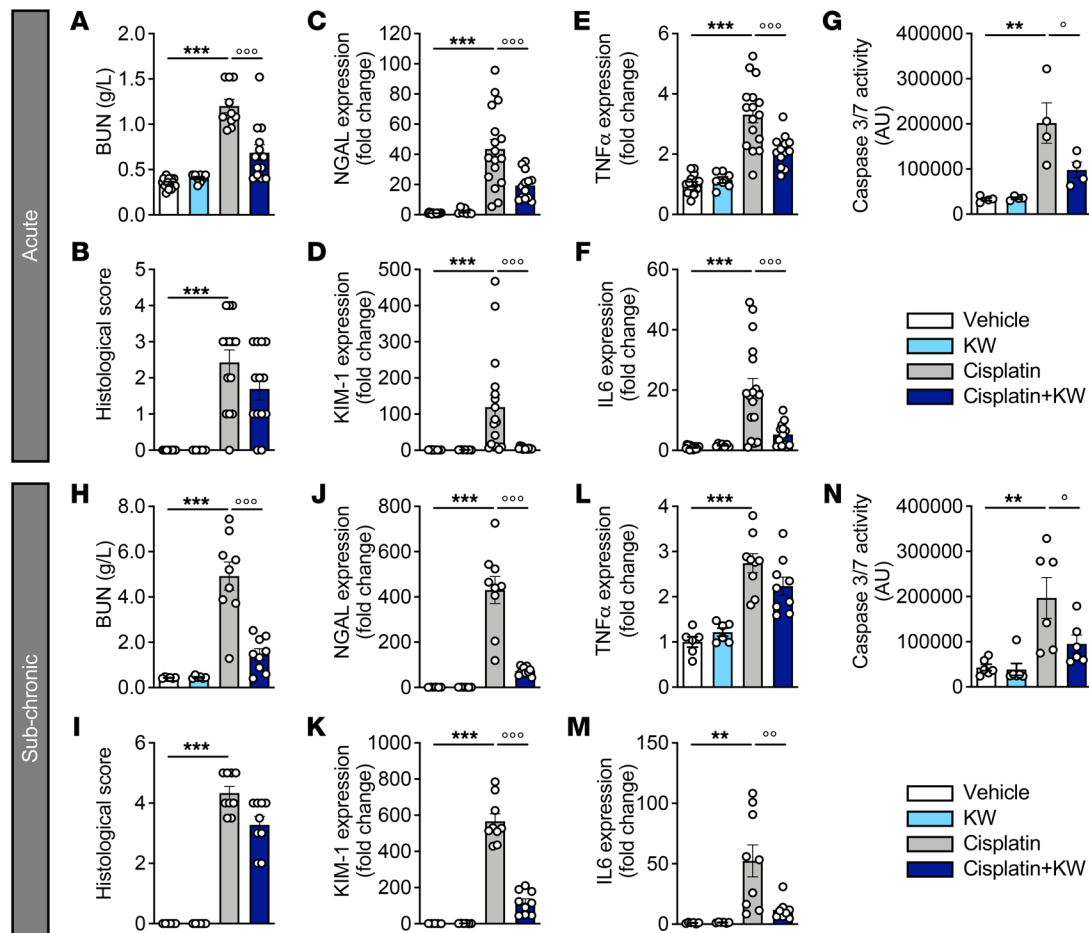 Acute
A
BUN (g/L)
2.0
1.5
1.0
0.5
0.0
***
°°°
C
NGAL expression
(fold change)
120
100
80
60
40
20
0
***
°°°
E
TNFα expression
(fold change)
6
4
2
0
***
°°°
G
Caspase 3/7 activity
(AU)
400000
300000
200000
100000
0
**
°
B
Histological score
5
4
3
2
1
0
***
D
KIM-1 expression
(fold change)
500
400
300
200
100
0
***
°°°
F
IL6 expression
(fold change)
60
40
20
0
***
°°°
Vehicle
KW
Cisplatin
Cisplatin+KW
Sub-chronic
H
BUN (g/L)
8.0
6.0
4.0
2.0
0.0
***
°°°
J
NGAL expression
(fold change)
800
600
400
200
0
***
°°°
L
TNFα expression
(fold change)
4
3
2
1
0
***
N
Caspase 3/7 activity
(AU)
400000
300000
200000
100000
0
**
°
I
Histological score
6
4
2
0
***
K
KIM-1 expression
(fold change)
1000
800
600
400
200
0
***
°°°
M
IL6 expression
(fold change)
150
100
50
0
**
°°
Vehicle
KW
Cisplatin
Cisplatin+KW